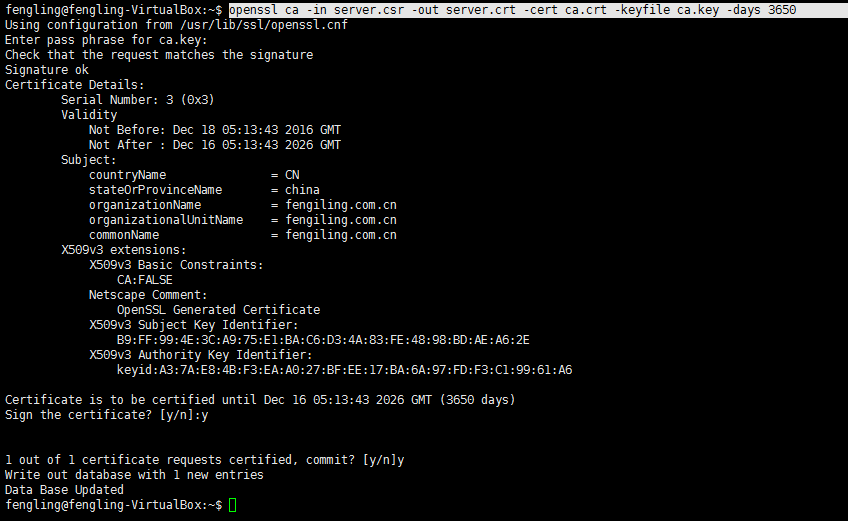 fengling@fengling-VirtualBox:~$ openssl ca -in server.csr -out server.crt -cert ca.crt -keyfile ca.key -days 3650
Using configuration from /usr/lib/ssl/openssl.cnf
Enter pass phrase for ca.key:
Check that the request matches the signature
Signature ok
Certificate Details:
        Serial Number: 3 (0x3)
        Validity
            Not Before: Dec 18 05:13:43 2016 GMT
            Not After : Dec 16 05:13:43 2026 GMT
        Subject:
            countryName               = CN
            stateOrProvinceName       = china
            organizationName          = fengiling.com.cn
            organizationalUnitName    = fengiling.com.cn
            commonName                = fengiling.com.cn
        X509v3 extensions:
            X509v3 Basic Constraints:
                CA:FALSE
            Netscape Comment:
                OpenSSL Generated Certificate
            X509v3 Subject Key Identifier:
                B9:FF:99:4E:3C:A9:75:E1:BA:C6:D3:4A:83:FE:48:98:BD:AE:A6:2E
            X509v3 Authority Key Identifier:
                keyid:A3:7A:E8:4B:F3:EA:A0:27:BF:EE:17:BA:6A:97:FD:F3:C1:99:61:A6
Certificate is to be certified until Dec 16 05:13:43 2026 GMT (3650 days)
Sign the certificate? [y/n]:y
1 out of 1 certificate requests certified, commit? [y/n]y
Write out database with 1 new entries
Data Base Updated
fengling@fengling-VirtualBox:~$